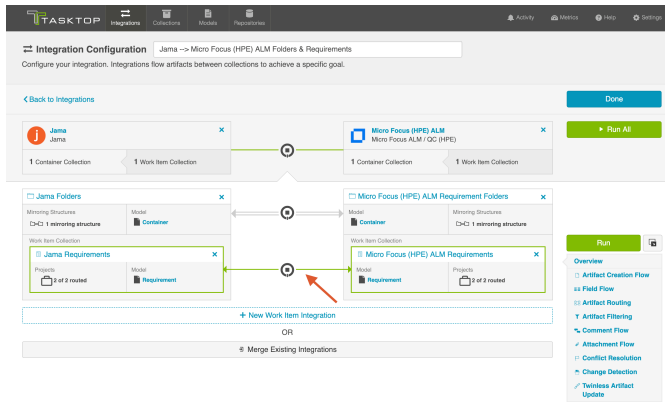 TASKTOP
Integrations
Collections
Models
Repositories
Activity
Metrics
Help
Settings
Integration Configuration
Jama --> Micro Focus (HPE) ALM Folders & Requirements
Configure your integration. Integrations flow artifacts between collections to achieve a specific goal.
Back to Integrations
Done
Jama
Jama
1 Container Collection
1 Work Item Collection
Micro Focus (HPE) ALM
Micro Focus ALM / QC (HPE)
1 Container Collection
1 Work Item Collection
Run All
Jama Folders
Mirroring Structures
1 mirroring structure
Model
Container
Work Item Collection
Jama Requirements
Projects
2 of 2 routed
Model
Requirement
Micro Focus (HPE) ALM Requirement Folders
Model
Container
Mirroring Structures
1 mirroring structure
Work Item Collection
Micro Focus (HPE) ALM Requirements
Model
Requirement
Projects
2 of 2 routed
+ New Work Item Integration
OR
Merge Existing Integrations
Run
Overview
Artifact Creation Flow
Field Flow
Artifact Routing
Artifact Filtering
Comment Flow
Attachment Flow
Conflict Resolution
Change Detection
Twinless Artifact
Update